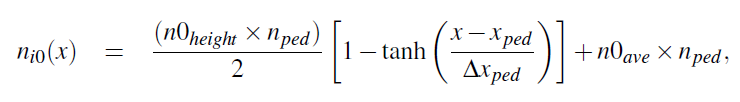 n_{i0}(x) = \frac{(n0_{height} \times n_{ped})}{2} \left[ 1 - \tanh \left( \frac{x - x_{ped}}{\Delta x_{ped}} \right) \right] + n0_{ave} \times n_{ped},